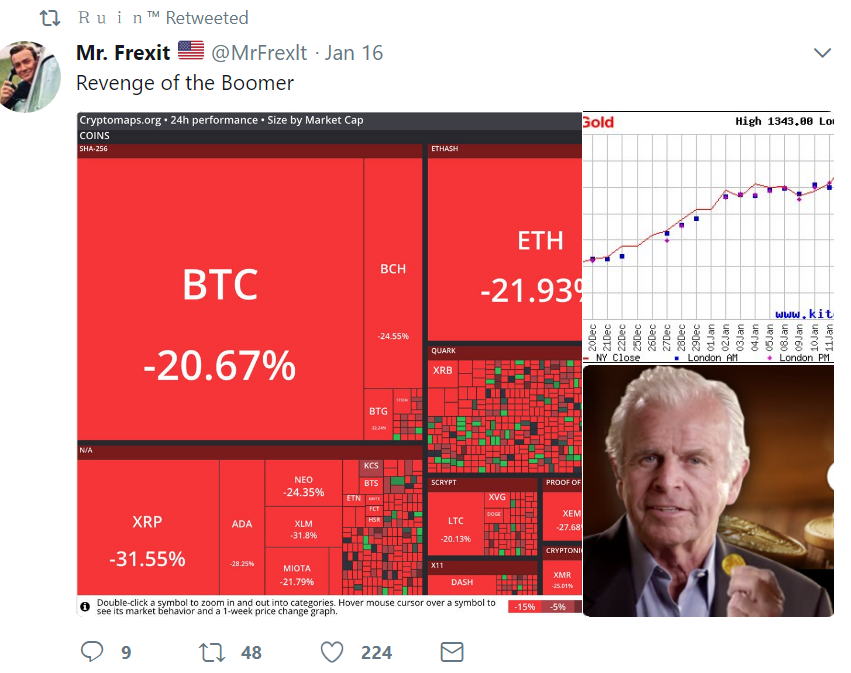 R u i n™ Retweeted
Mr. Frexit @MrFrexIt · Jan 16
Revenge of the Boomer
Cryptomaps.org • 24h performance • Size by Market Cap
COINS
SHA-256
BTC
-20.67%
BCH
-24.55%
BTG
ETHASH
ETH
-21.93%
QUARK
XRB
N/A
XRP
-31.55%
ADA
-28.25%
NEO
-24.35%
XLM
-31.8%
MIOTA
-21.79%
KCS
BTS
ETN
FCT
HSR
SCRYPT
LTC
-20.13%
XVG
DOGE
PROOF OF
XEM
-27.68
X11
DASH
CRYPTONI
XMR
-25.01%
Double-click a symbol to zoom in and out into categories. Hover mouse cursor over a symbol to
see its market behavior and a 1-week price change graph.
-15% -5%
Gold High 1343.00 Lo
www.kit
20Dec 21Dec 22Dec 25Dec 26Dec 27Dec 28Dec 29Dec 01Jan 02Jan 03Jan 04Jan 05Jan 08Jan 09Jan 10Jan 11Jan
NY Close London AM London PM
9 48 224